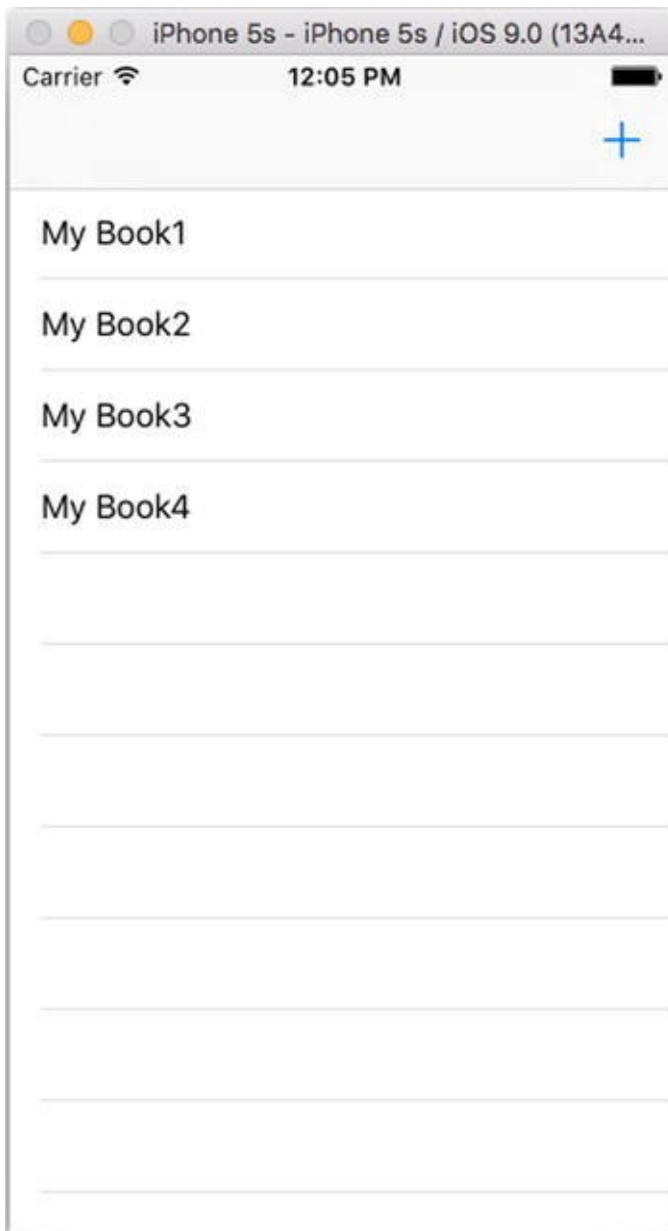 iPhone 5s - iPhone 5s / iOS 9.0 (13A4...
Carrier 12:05 PM
My Book1
My Book2
My Book3
My Book4